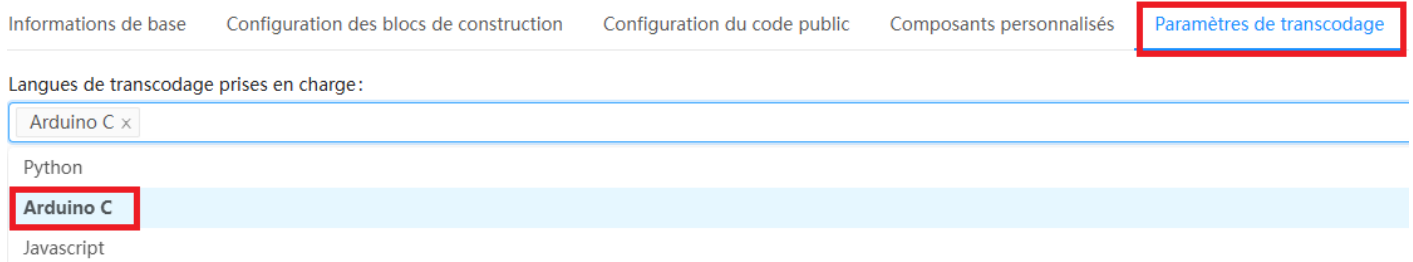 Informations de base Configuration des blocs de construction Configuration du code public Composants personnalisés Paramètres de transcodage
Langues de transcodage prises en charge:
Arduino C x
Python
Arduino C
Javascript